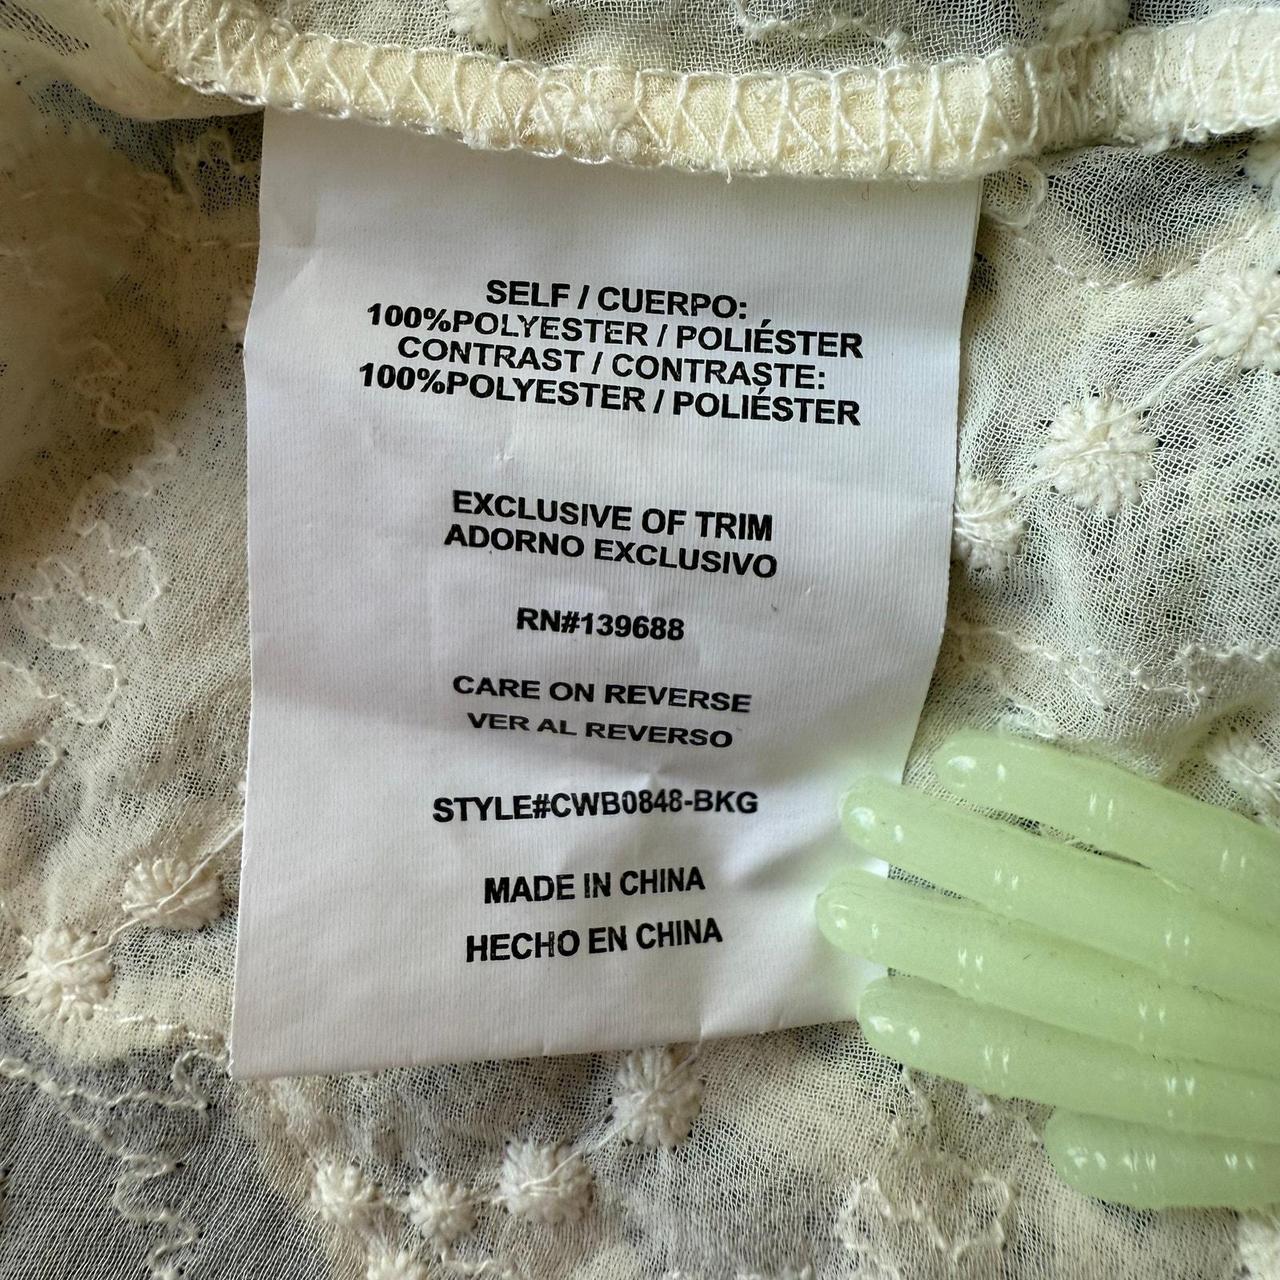 SELF / CUERPO:
100%POLYESTER / POLIÉSTER
CONTRAST / CONTRASTE:
100%POLYESTER / POLIÉSTER
EXCLUSIVE OF TRIM
ADORNO EXCLUSIVO
RN#139688
CARE ON REVERSE
VER AL REVERSO
STYLE#CWB0848-BKG
MADE IN CHINA
HECHO EN CHINA